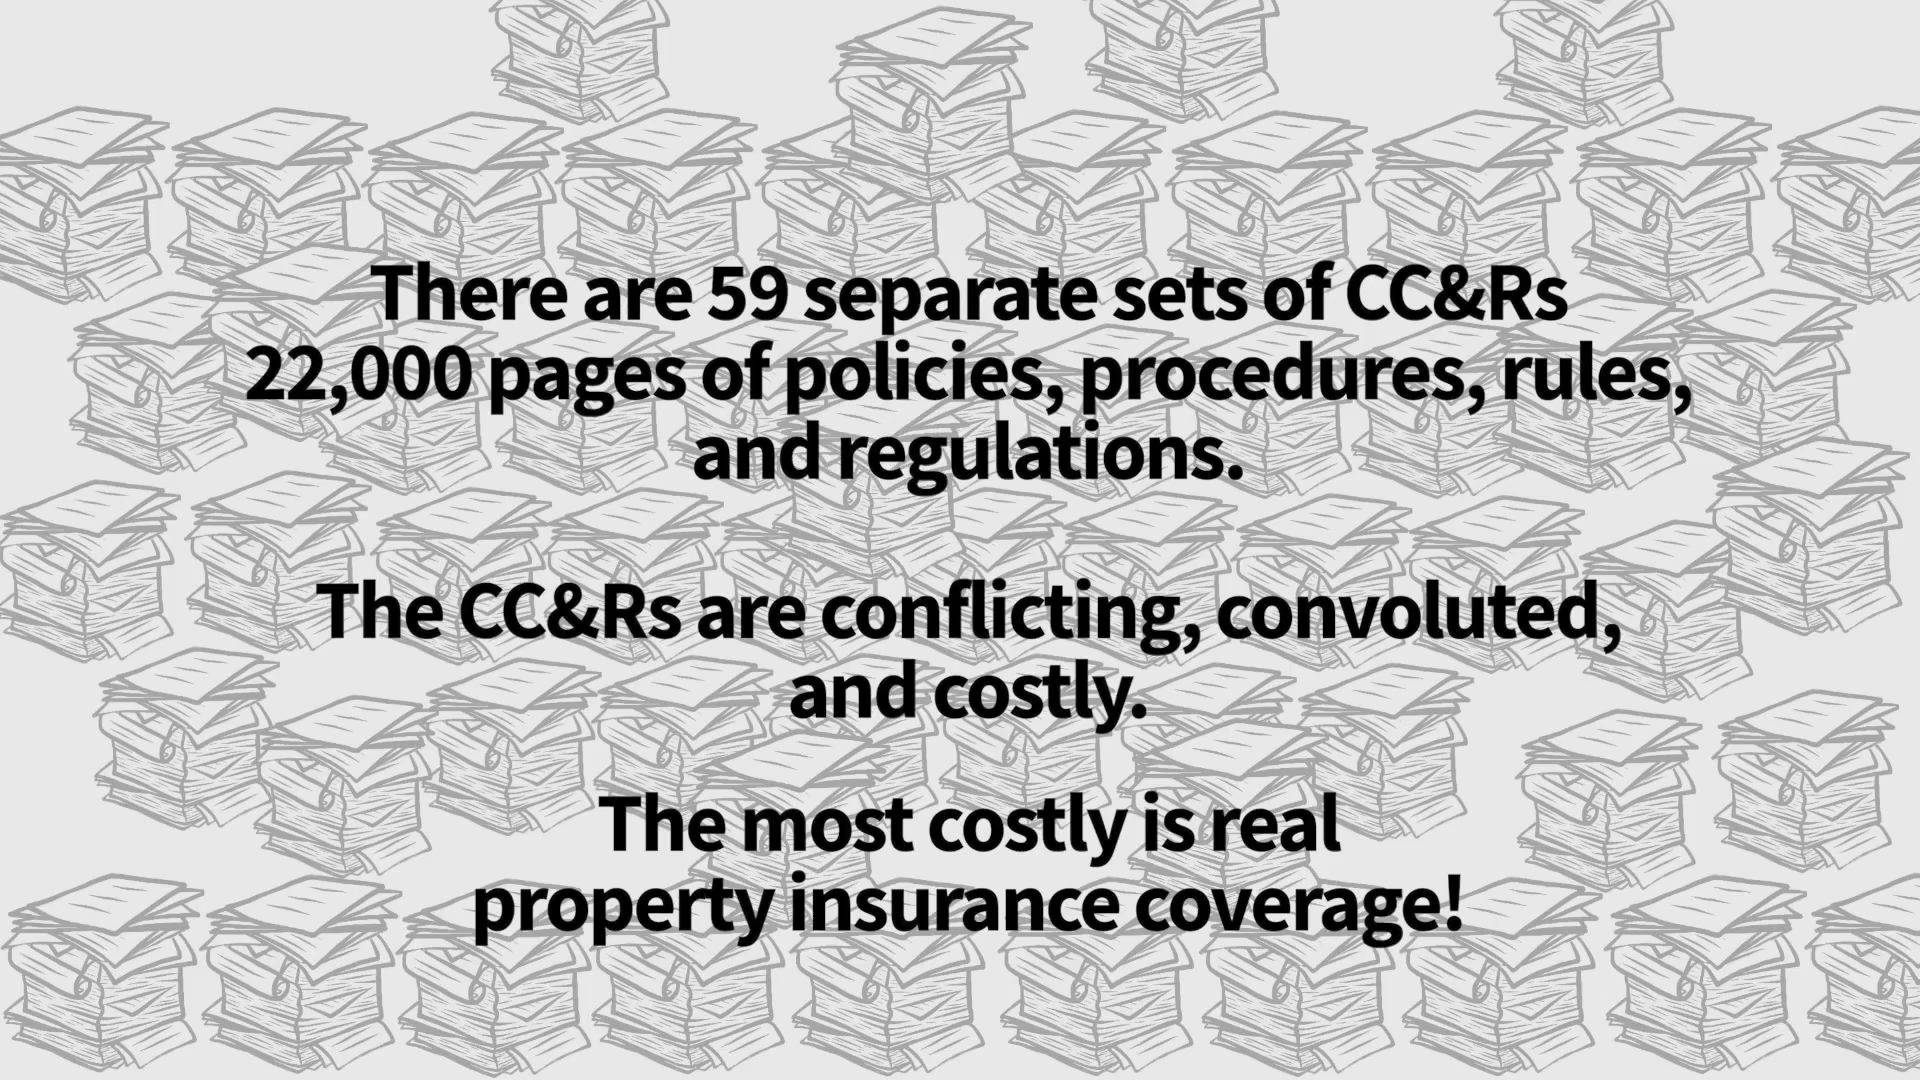 There are 59 separate sets of CC&Rs
22,000 pages of policies, procedures, rules,
and regulations.
The CC&Rs are conflicting, convoluted,
and costly.
The most costly is real
property insurance coverage!